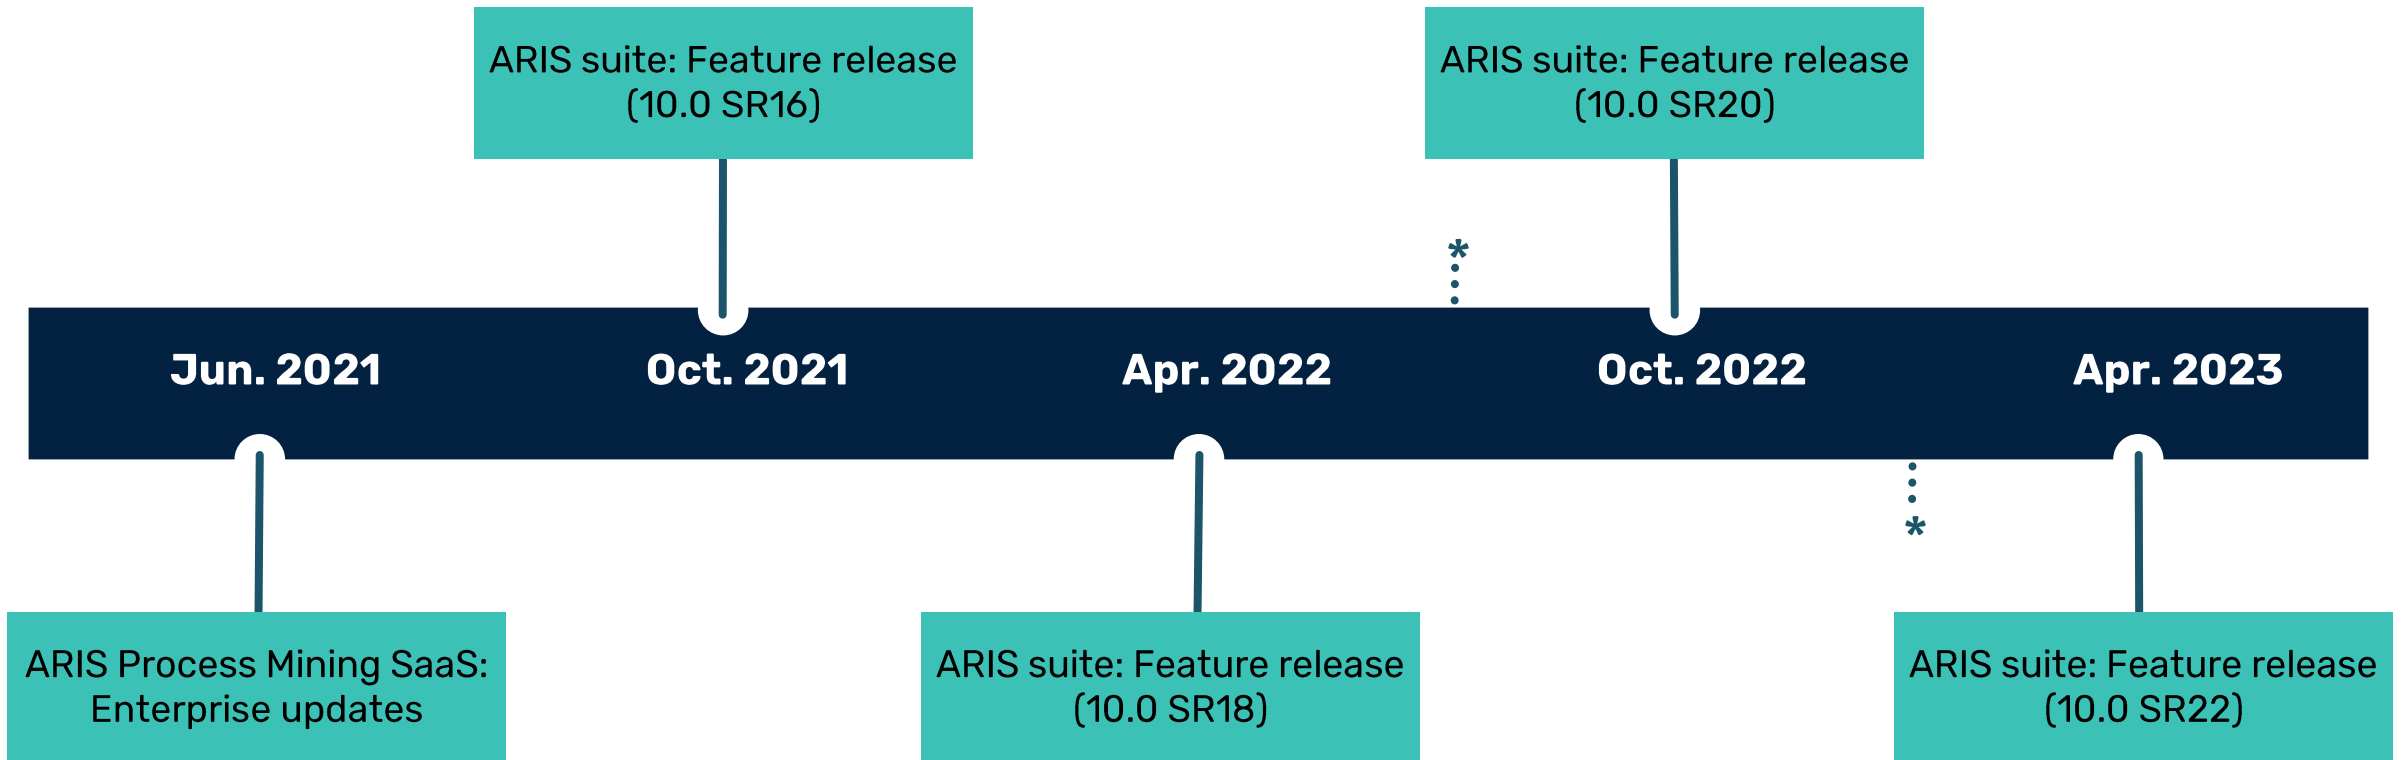 ARIS suite: Feature release
(10.0 SR16)
ARIS suite: Feature release
(10.0 SR20)
*
Jun. 2021
Oct. 2021
Apr. 2022
Oct. 2022
Apr. 2023
*
ARIS Process Mining SaaS:
Enterprise updates
ARIS suite: Feature release
(10.0 SR18)
ARIS suite: Feature release
(10.0 SR22)